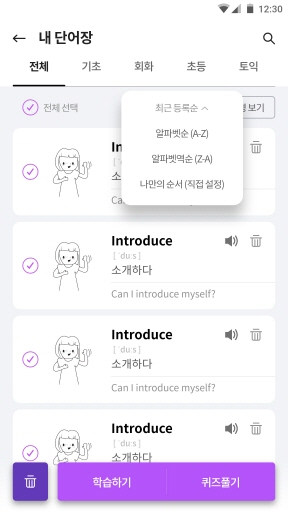 12:30
내 단어장
전체 기초 회화 초등 토익
전체 선택
보기
최근 등록순
알파벳순 (A-Z)
알파벳역순 (Z-A)
나만의 순서 (직접 설정)
Introduce
[ ˈdu:s ]
소개하다
Can I introduce myself?
Introduce
[ ˈdu:s ]
소개하다
Can I introduce myself?
Introduce
[ ˈdu:s ]
소개하다
학습하기 퀴즈풀기